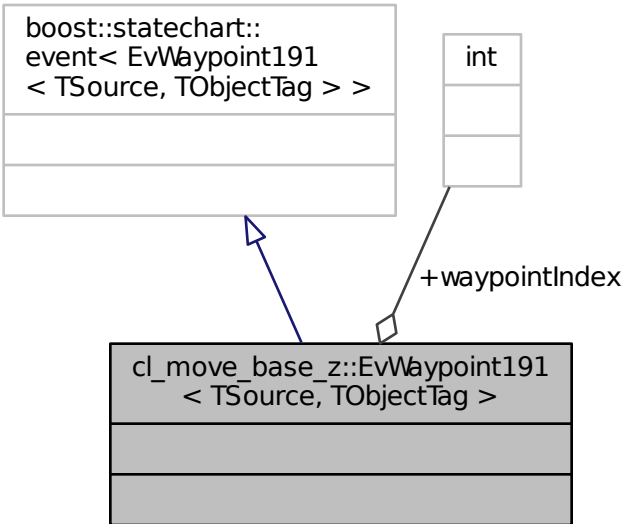 boost::statechart::
event< EvWaypoint191
< TSource, TObjectTag > >
int
+waypointIndex
cl_move_base_z::EvWaypoint191
< TSource, TObjectTag >